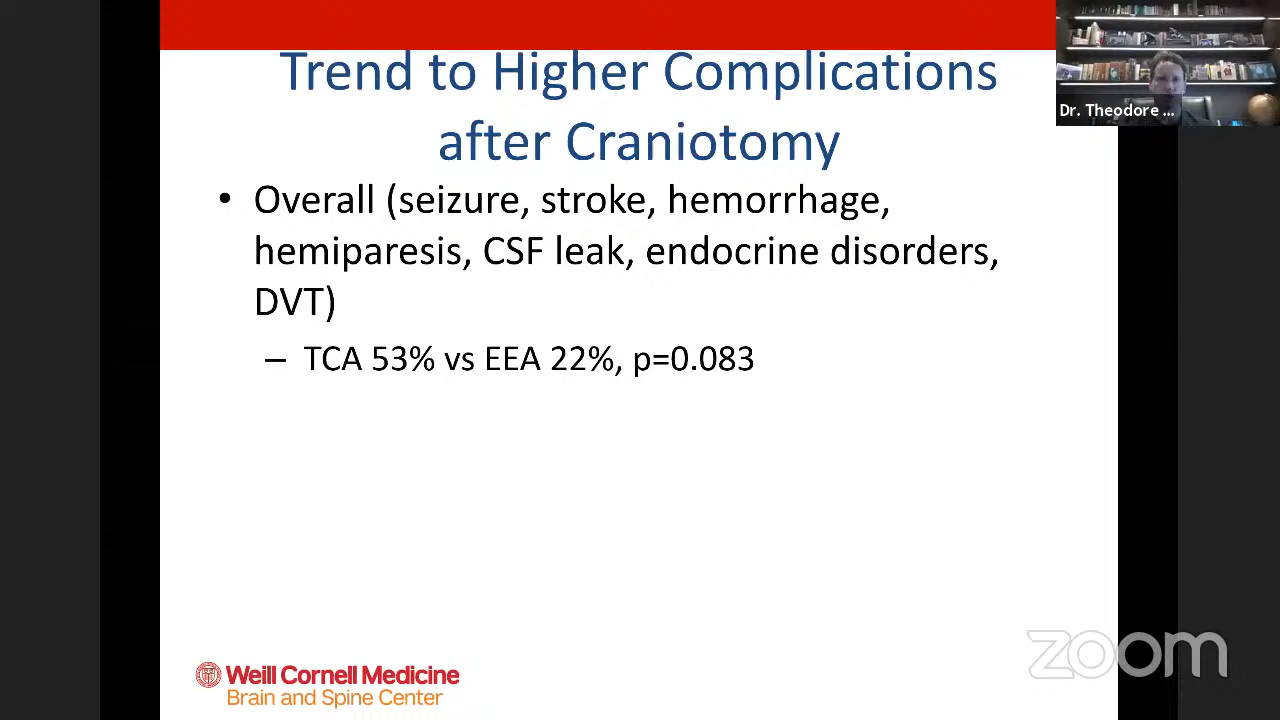 Trend to Higher Complications
after Craniotomy
Dr. Theodore ...
• Overall (seizure, stroke, hemorrhage,
hemiparesis, CSF leak, endocrine disorders,
DVT)
– TCA 53% vs EEA 22%, p=0.083
Weill Cornell Medicine
Brain and Spine Center
zoom